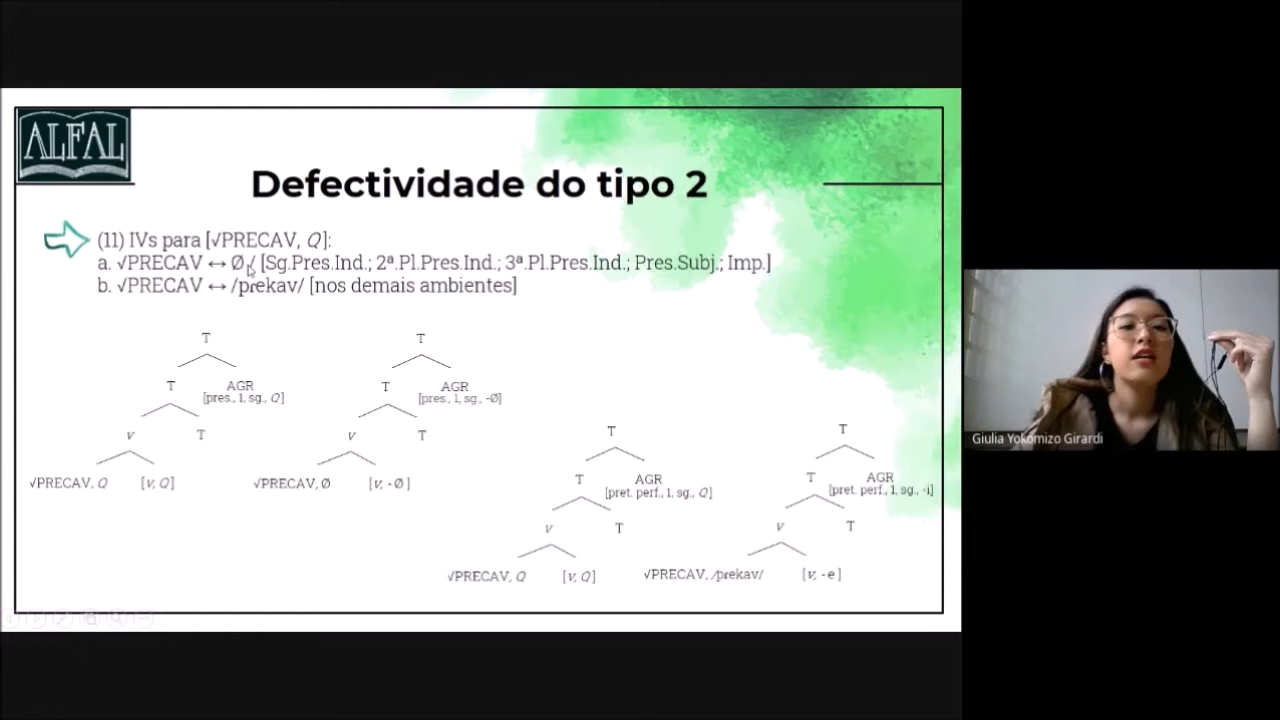 ALFAL
Defectividade do tipo 2
(11) IVs para [√PRECAV, Q]:
a. √PRECAV ↔ Ø / [Sg.Pres.Ind.; 2ª.Pl.Pres.Ind.; 3ª.Pl.Pres.Ind.; Pres.Subj.; Imp.]
b. √PRECAV ↔ /prekav/ [nos demais ambientes]
T
T AGR
[pres., 1, sg., Q]
v T
√PRECAV, Q [v, Q]
T
T AGR
[pres., 1, sg., -Ø]
v T
√PRECAV, Ø [v, -Ø]
T
T AGR
[pret. perf., 1, sg., Q]
v T
√PRECAV, Q [v, Q]
T
T AGR
[pret. perf., 1, sg., -i]
v T
√PRECAV, /prekav/ [v, -e]
Giulia Yokomizo Girardi